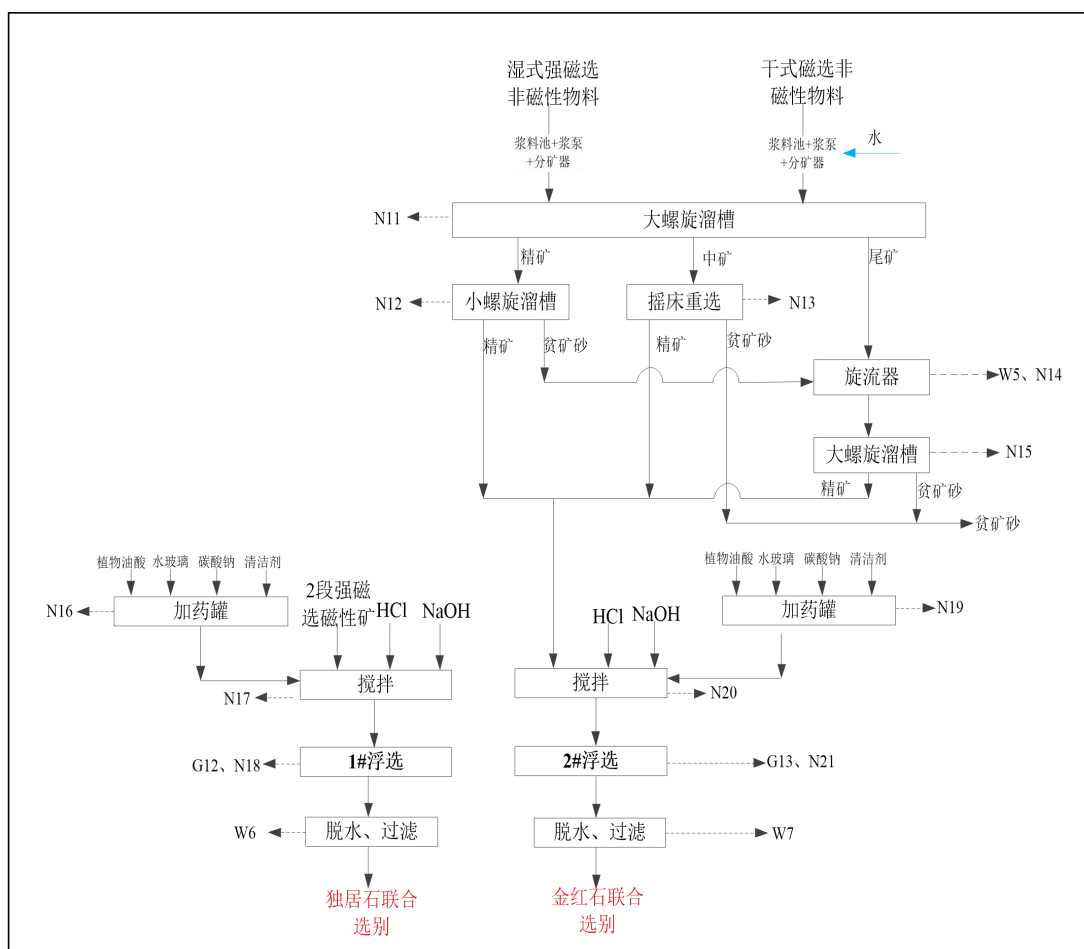 湿式强磁选
非磁性物料
干式磁选非
磁性物料
浆料池+浆泵
+分矿器
浆料池+浆泵
+分矿器
水
N11
大螺旋溜槽
精矿
中矿
尾矿
N12
小螺旋溜槽
摇床重选
N13
精矿
贫矿砂
精矿
贫矿砂
旋流器
W5、N14
大螺旋溜槽
N15
精矿
贫矿砂
贫矿砂
植物油酸
水玻璃
碳酸钠
清洁剂
植物油酸
水玻璃
碳酸钠
清洁剂
N16
加药罐
2段强磁
选磁性矿
HCl
NaOH
HCl
NaOH
加药罐
N19
搅拌
N17
搅拌
N20
G12、N18
1#浮选
2#浮选
G13、N21
W6
脱水、过滤
脱水、过滤
W7
独居石联合
选别
金红石联合
选别